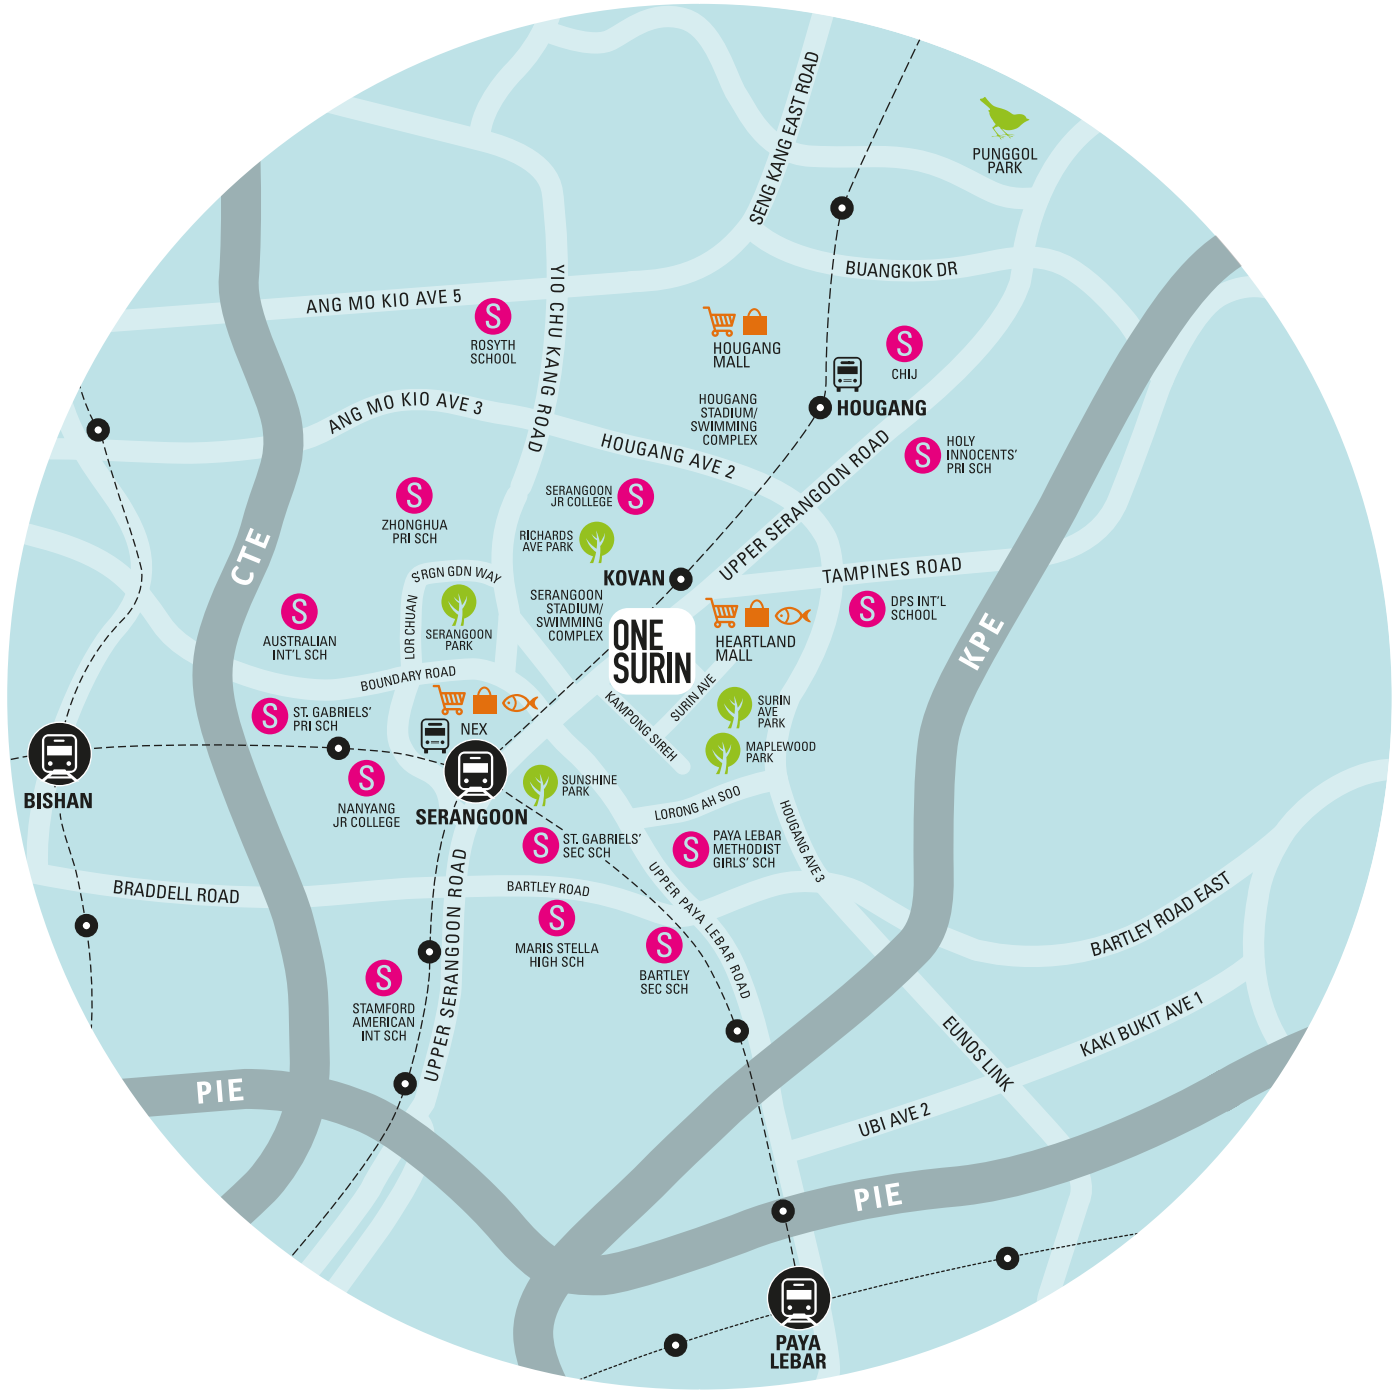 SENG KANG EAST ROAD
PUNGGOL
PARK
BUANGKOK DR
ANG MO KIO AVE 5
YIO CHU KANG ROAD
S
ROSYTH
SCHOOL
HOUGANG
MALL
S
CHIJ
HOUGANG
STADIUM/
SWIMMING
COMPLEX
HOUGANG
ANG MO KIO AVE 3
HOUGANG AVE 2
UPPER SERANGOON ROAD
S
HOLY
INNOCENTS'
PRI SCH
S
ZHONGHUA
PRI SCH
SERANGOON
JR COLLEGE
S
RICHARDS
AVE PARK
CTE
KOVAN
TAMPINES ROAD
SRGN GDN WAY
LOR CHUAN
SERANGOON
PARK
SERANGOON
STADIUM/
SWIMMING
COMPLEX
S
DPS INT'L
SCHOOL
S
AUSTRALIAN
INT'L SCH
ONE
SURIN
HEARTLAND
MALL
KPE
BOUNDARY ROAD
SURIN AVE
KAMPONG SIREH
SURIN
AVE
PARK
S
ST. GABRIELS'
PRI SCH
NEX
MAPLEWOOD
PARK
BISHAN
S
NANYANG
JR COLLEGE
SERANGOON
SUNSHINE
PARK
LORONG AH SOO
HOUGANG AVE 3
S
ST. GABRIELS'
SEC SCH
S
PAYA LEBAR
METHODIST
GIRLS' SCH
BRADDELL ROAD
UPPER SERANGOON ROAD
BARTLEY ROAD
UPPER PAYA LEBAR ROAD
BARTLEY ROAD EAST
S
MARIS STELLA
HIGH SCH
S
BARTLEY
SEC SCH
S
STAMFORD
AMERICAN
INT SCH
EUNOS LINK
KAKI BUKIT AVE 1
PIE
UBI AVE 2
PIE
PAYA
LEBAR